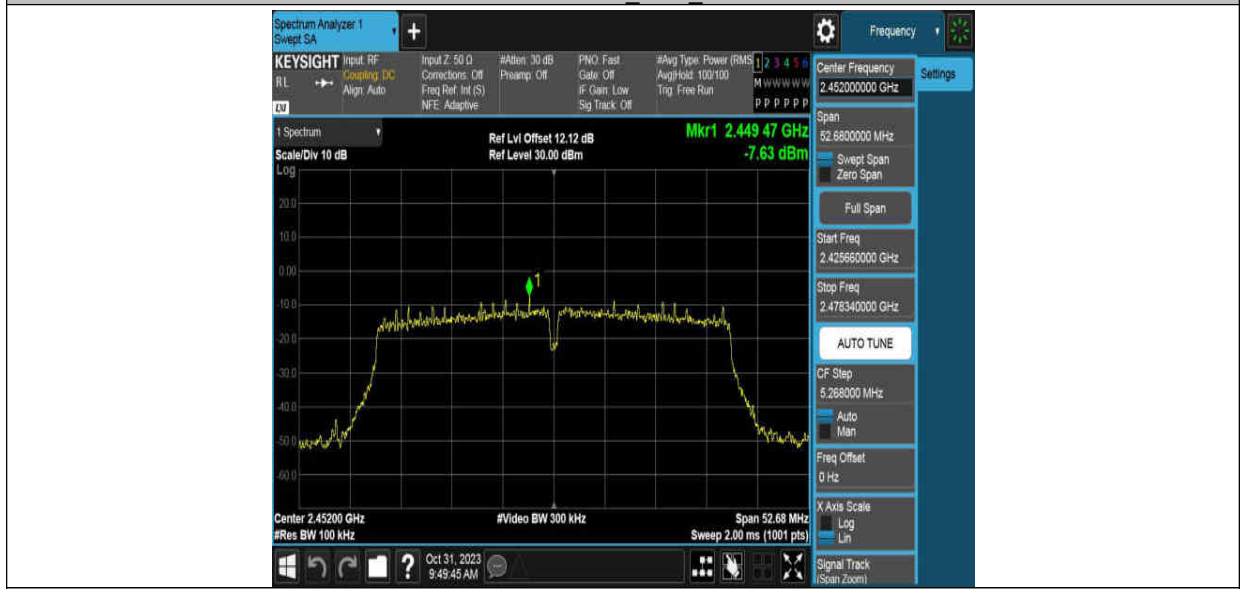 Spectrum Analyzer 1
Swept SA
+
Frequency
KEYSIGHT
RL
LXI
Input: RF
Coupling: DC
Align: Auto
Input Z: 50 Ω
Corrections: Off
Freq Ref: Int (S)
NFE: Adaptive
#Atten: 30 dB
Preamp: Off
PNO: Fast
Gate: Off
IF Gain: Low
Sig Track: Off
#Avg Type: Power (RMS
Avg|Hold: 100/100
Trig: Free Run
1 2 3 4 5 6
M W W W W W
P P P P P P
Center Frequency
2.452000000 GHz
Settings
1 Spectrum
Scale/Div 10 dB
Log
Ref Lvl Offset 12.12 dB
Ref Level 30.00 dBm
Mkr1 2.449 47 GHz
-7.63 dBm
Span
52.6800000 MHz
Swept Span
Zero Span
Full Span
Start Freq
2.425660000 GHz
Stop Freq
2.478340000 GHz
AUTO TUNE
CF Step
5.268000 MHz
Auto
Man
Freq Offset
0 Hz
X Axis Scale
Log
Lin
Signal Track
(Span Zoom)
20.0
10.0
0.00
-10.0
-20.0
-30.0
-40.0
-50.0
-60.0
1
Center 2.45200 GHz
#Res BW 100 kHz
#Video BW 300 kHz
Span 52.68 MHz
Sweep 2.00 ms (1001 pts)
?
Oct 31, 2023
9:49:45 AM